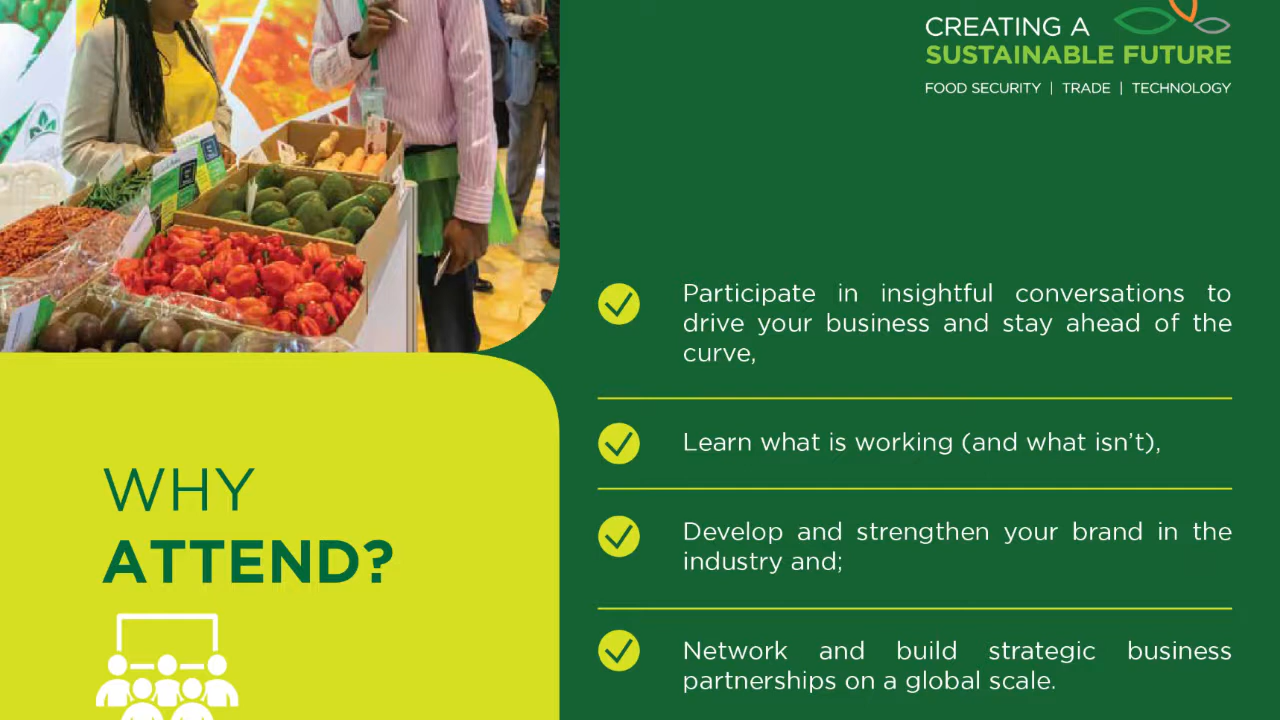 CREATING A
SUSTAINABLE FUTURE
FOOD SECURITY | TRADE | TECHNOLOGY
Participate in insightful conversations to
drive your business and stay ahead of the
curve,
Learn what is working (and what isn’t),
WHY
ATTEND?
Develop and strengthen your brand in the
industry and;
Network and build strategic business
partnerships on a global scale.